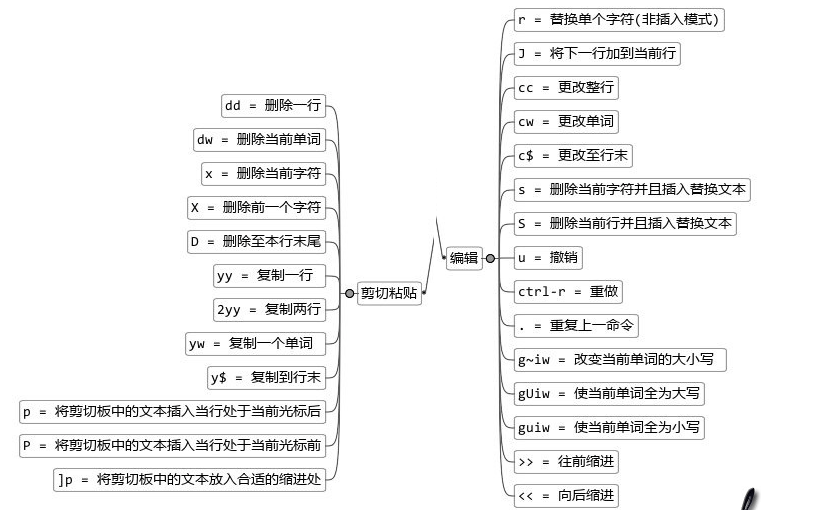 剪切粘贴
dd = 删除一行
dw = 删除当前单词
x = 删除当前字符
X = 删除前一个字符
D = 删除至本行末尾
yy = 复制一行
2yy = 复制两行
yw = 复制一个单词
y$ = 复制到行末
p = 将剪切板中的文本插入当行处于当前光标后
P = 将剪切板中的文本插入当行处于当前光标前
]p = 将剪切板中的文本放入合适的缩进处
编辑
r = 替换单个字符(非插入模式)
J = 将下一行加到当前行
cc = 更改整行
cw = 更改单词
c$ = 更改至行末
s = 删除当前字符并且插入替换文本
S = 删除当前行并且插入替换文本
u = 撤销
ctrl-r = 重做
. = 重复上一命令
g~iw = 改变当前单词的大小写
gUiw = 使当前单词全为大写
guiw = 使当前单词全为小写
>> = 往前缩进
<< = 向后缩进